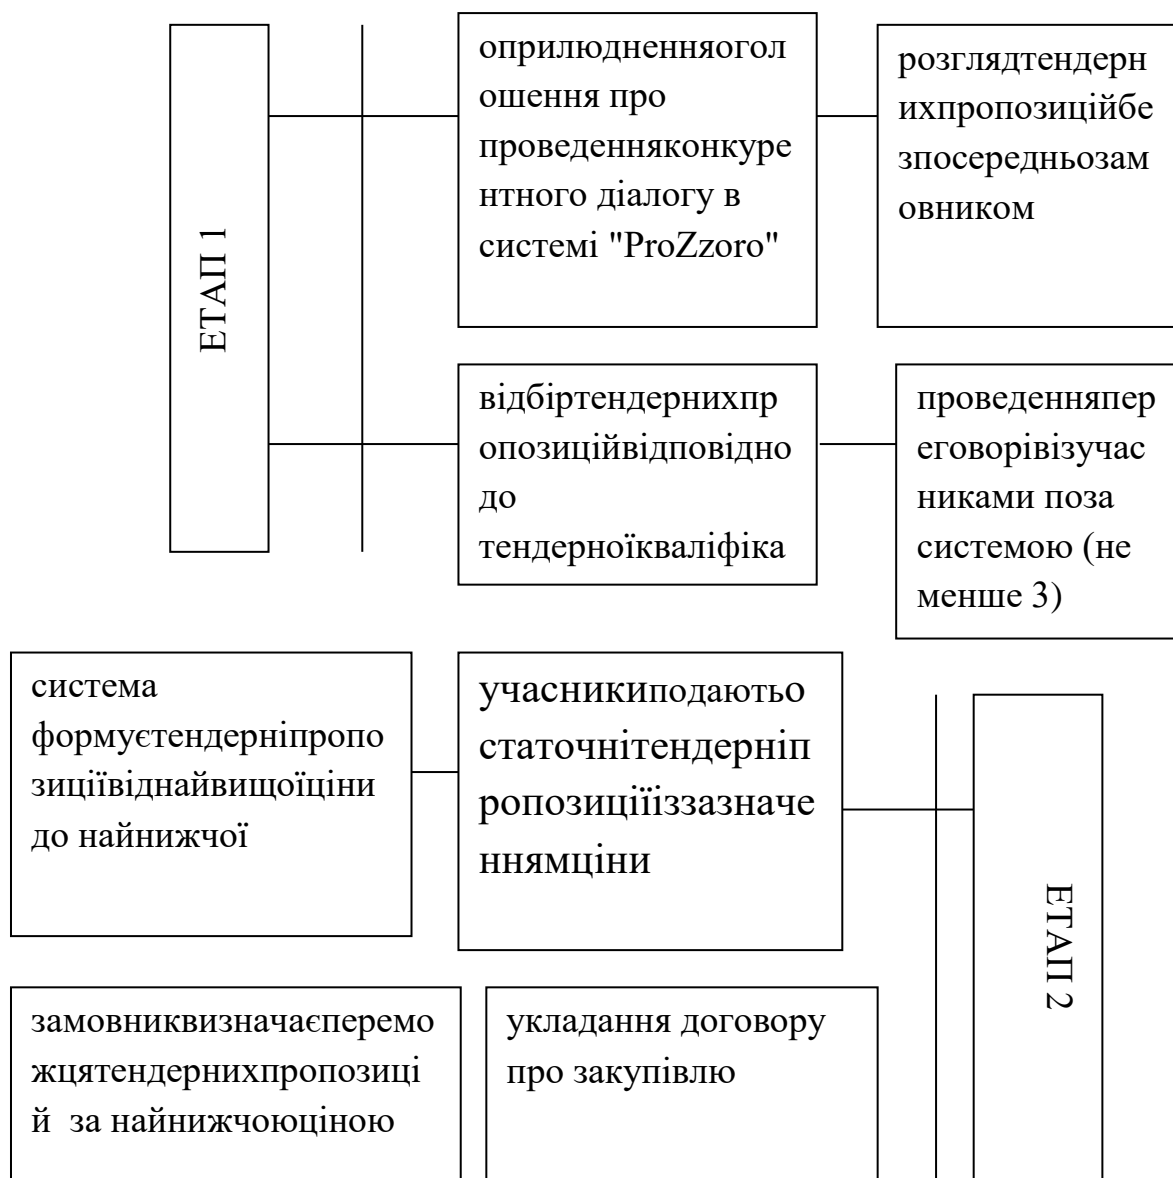 ЕТАП 1
оприлюдненняогол
ошення про
проведенняконкуре
нтного діалогу в
системі "ProZzoro"
розглядтендерн
ихпропозиційбе
зпосередньозам
овником
відбіртендернихпр
опозиційвідповідно
до
тендерноїкваліфіка
проведенняпер
еговорівізучас
никами поза
системою (не
менше 3)
система
формуєтендерніпропо
зиціївіднайвищоїціни
до найнижчої
учасникиподаютьо
статочнітендерніп
ропозиціїіззазначе
ннямціни
ЕТАП 2
замовниквизначаєперемо
жцятендернихпропозиці
й за найнижчоюціною
укладання договору
про закупівлю